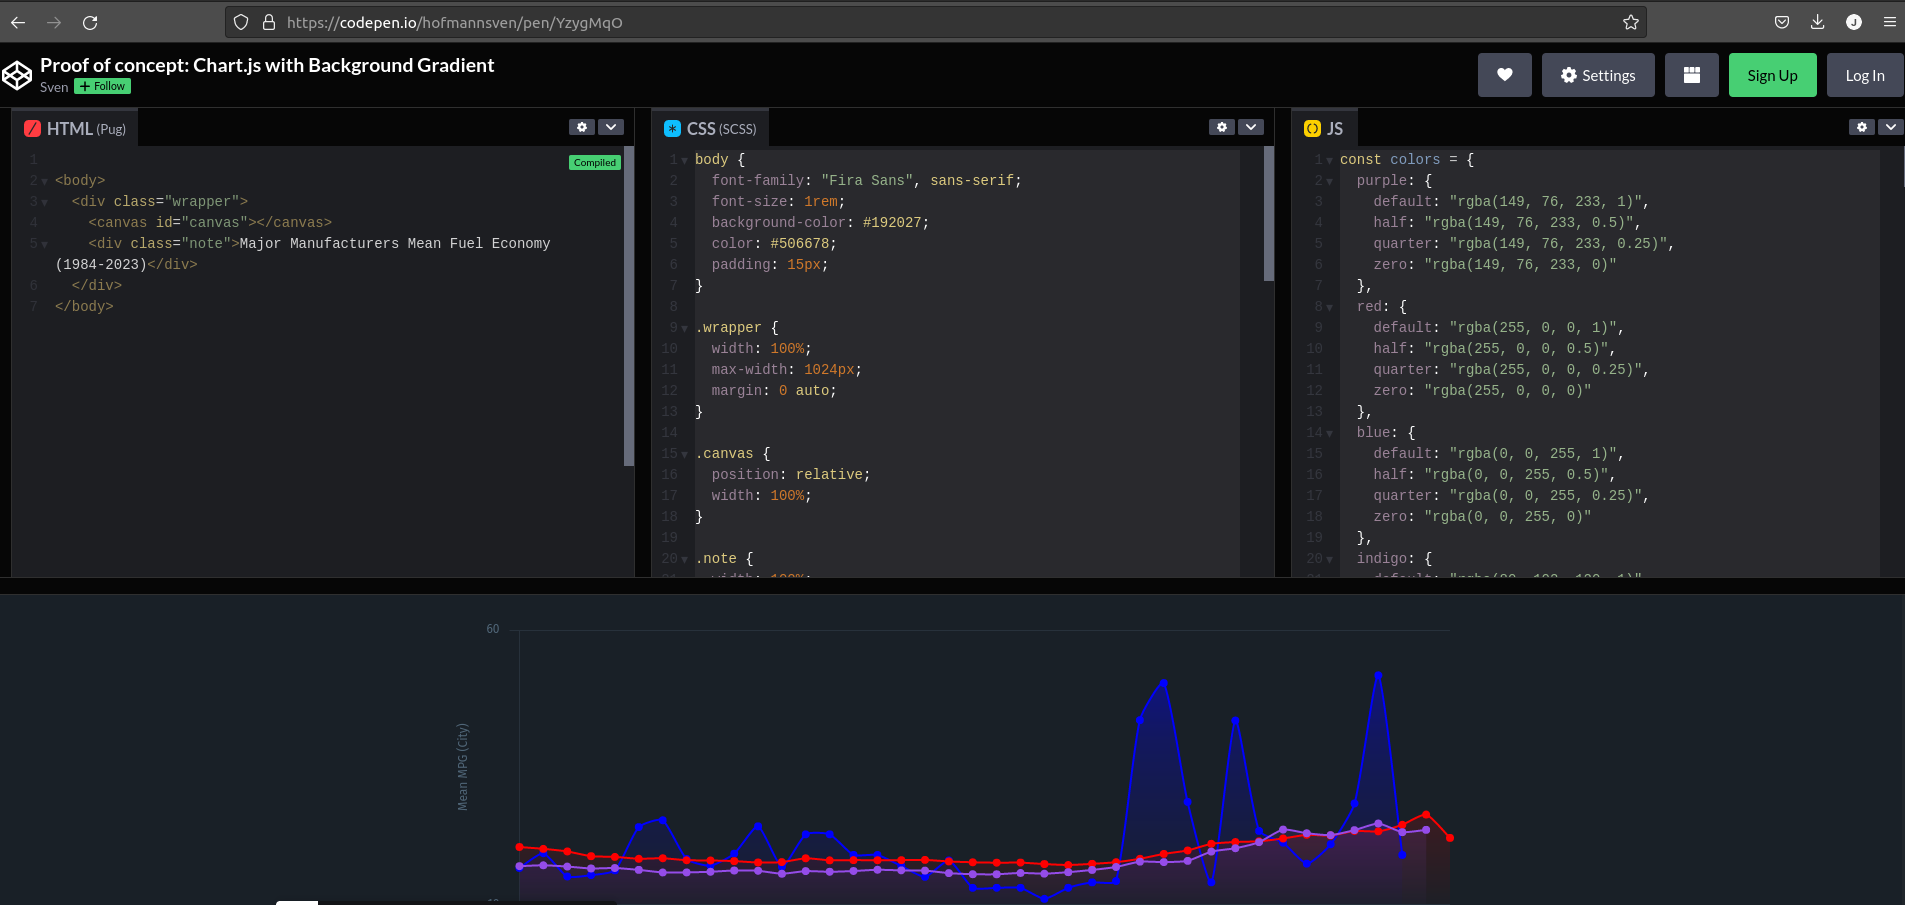 https://codepen.io/hofmannsven/pen/YzygMqO
J
Proof of concept: Chart.js with Background Gradient
Sven + Follow
Settings
Sign Up
Log In
HTML (Pug)
Compiled
1
2 <body>
3 <div class="wrapper">
4 <canvas id="canvas"></canvas>
5 <div class="note">Major Manufacturers Mean Fuel Economy
(1984-2023)</div>
6 </div>
7 </body>
* CSS (SCSS)
1 body {
2 font-family: "Fira Sans", sans-serif;
3 font-size: 1rem;
4 background-color: #192027;
5 color: #506678;
6 padding: 15px;
7 }
8
9 .wrapper {
10 width: 100%;
11 max-width: 1024px;
12 margin: 0 auto;
13 }
14
15 .canvas {
16 position: relative;
17 width: 100%;
18 }
19
20 .note {
() JS
1 const colors = {
2 purple: {
3 default: "rgba(149, 76, 233, 1)",
4 half: "rgba(149, 76, 233, 0.5)",
5 quarter: "rgba(149, 76, 233, 0.25)",
6 zero: "rgba(149, 76, 233, 0)"
7 },
8 red: {
9 default: "rgba(255, 0, 0, 1)",
10 half: "rgba(255, 0, 0, 0.5)",
11 quarter: "rgba(255, 0, 0, 0.25)",
12 zero: "rgba(255, 0, 0, 0)"
13 },
14 blue: {
15 default: "rgba(0, 0, 255, 1)",
16 half: "rgba(0, 0, 255, 0.5)",
17 quarter: "rgba(0, 0, 255, 0.25)",
18 zero: "rgba(0, 0, 255, 0)"
19 },
20 indigo: {
60
Mean MPG (City)